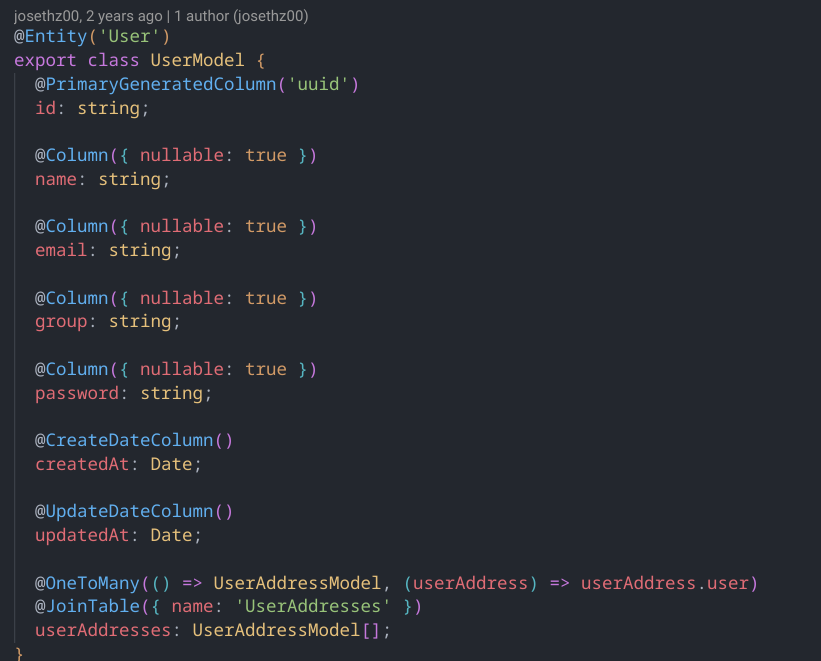 josethz00, 2 years ago | 1 author (josethz00)
@Entity('User')
export class UserModel {
@PrimaryGeneratedColumn('uuid')
id: string;
@Column({ nullable: true })
name: string;
@Column({ nullable: true })
email: string;
@Column({ nullable: true })
group: string;
@Column({ nullable: true })
password: string;
@CreateDateColumn()
createdAt: Date;
@UpdateDateColumn()
updatedAt: Date;
@OneToMany(() => UserAddressModel, (userAddress) => userAddress.user)
@JoinTable({ name: 'UserAddresses' })
userAddresses: UserAddressModel[];
}